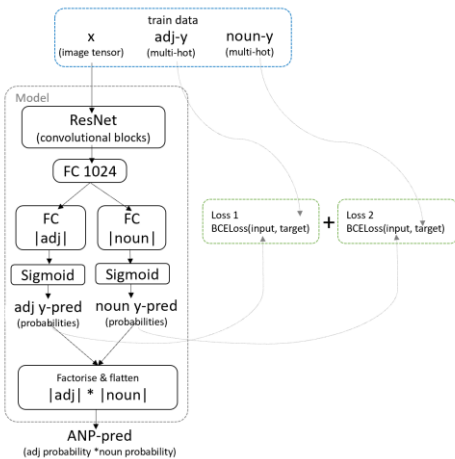 train data
x adj-y noun-y
(image tensor) (multi-hot) (multi-hot)
Model
ResNet
(convolutional blocks)
FC 1024
FC FC
|adj| |noun|
Sigmoid Sigmoid
adj y-pred noun y-pred
(probabilities) (probabilities)
Factorise & flatten
|adj| * |noun|
ANP-pred
(adj probability *noun probability)
Loss 1
BCELoss(input, target)
+
Loss 2
BCELoss(input, target)